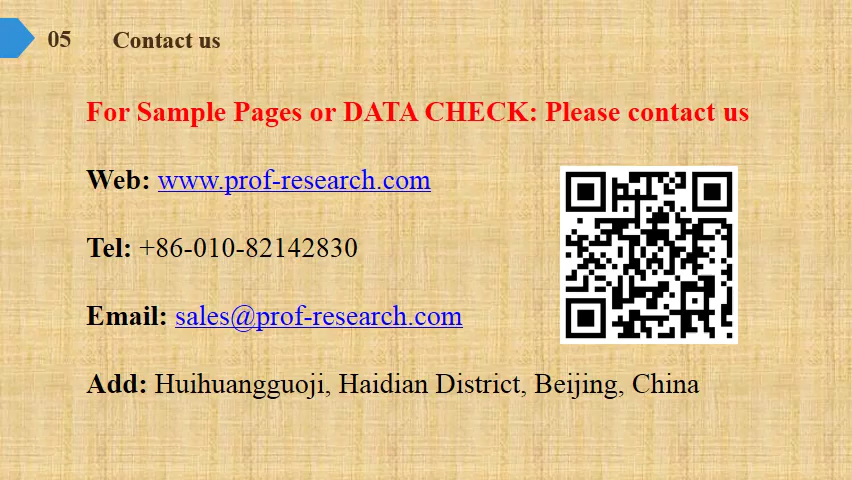 05 Contact us
For Sample Pages or DATA CHECK: Please contact us
Web: www.prof-research.com
Tel: +86-010-82142830
Email: sales@prof-research.com
Add: Huihuangguoji, Haidian District, Beijing, China